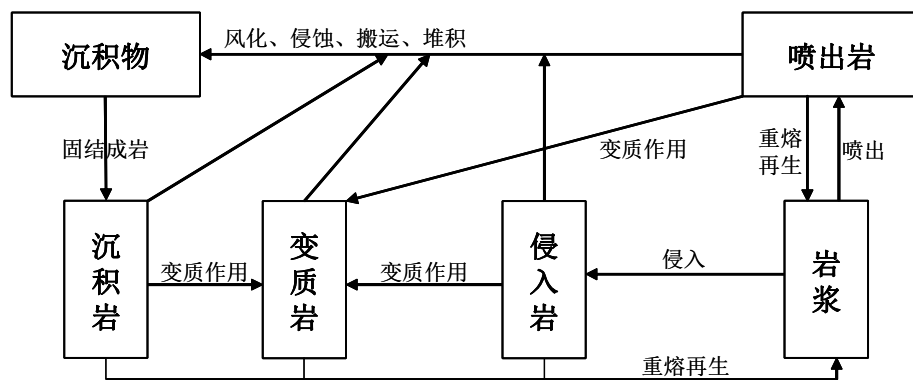 沉积物
风化、侵蚀、搬运、堆积
喷出岩
固结成岩
变质作用
重熔
再生
喷出
沉积岩
变质作用
变质岩
变质作用
侵入岩
侵入
岩浆
重熔再生